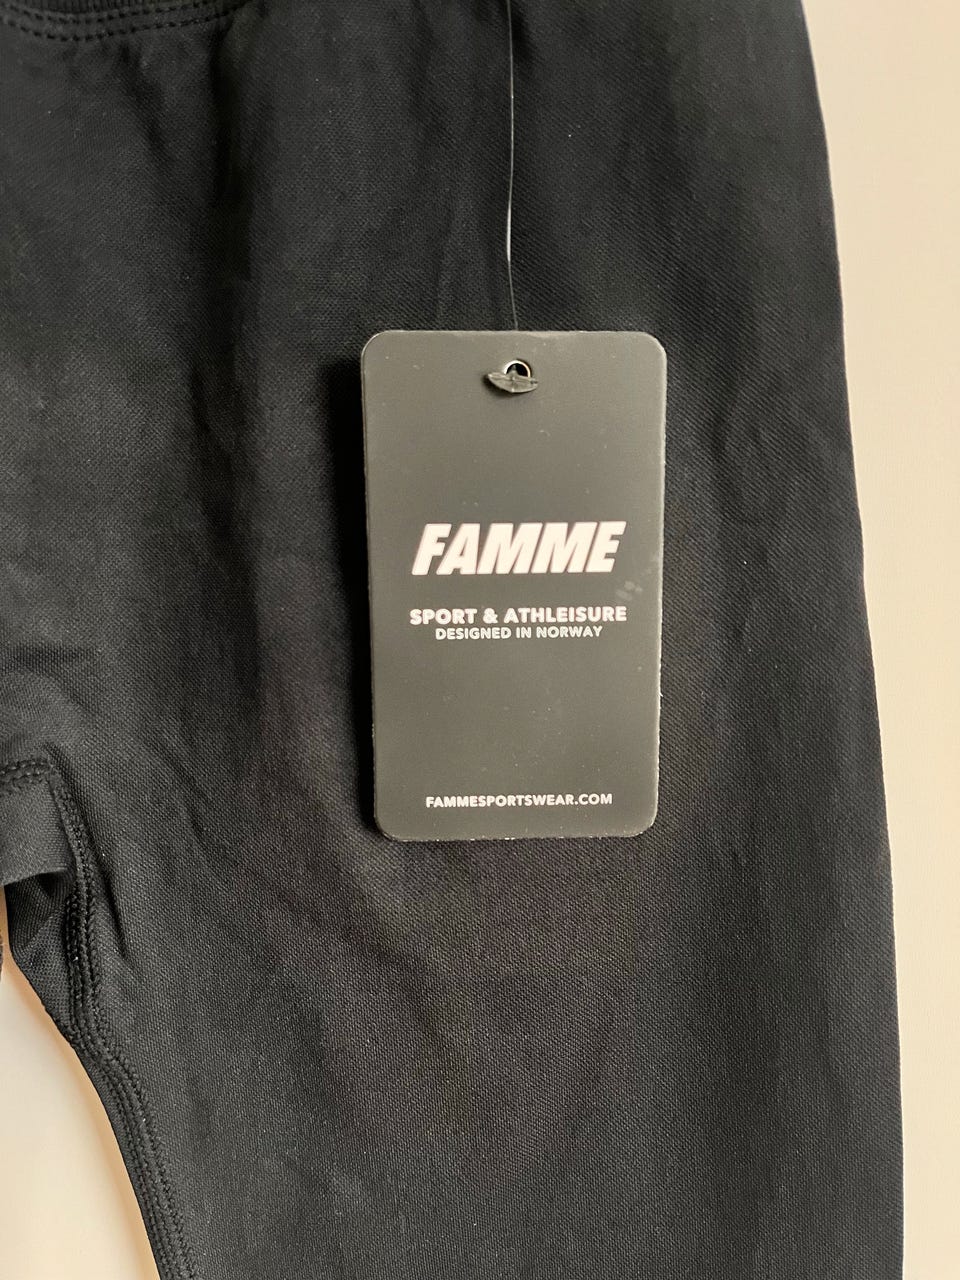 FAMME
SPORT & ATHLEISURE
DESIGNED IN NORWAY
FAMMESPORTSWEAR.COM